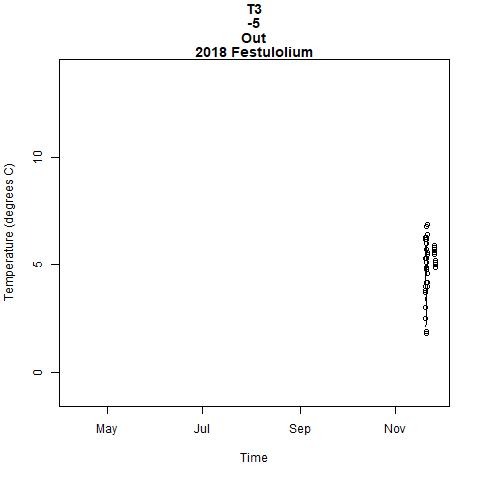 T3
-5
Out
2018 Festulolium
Temperature (degrees C)
10
5
0
May Jul Sep Nov
Time